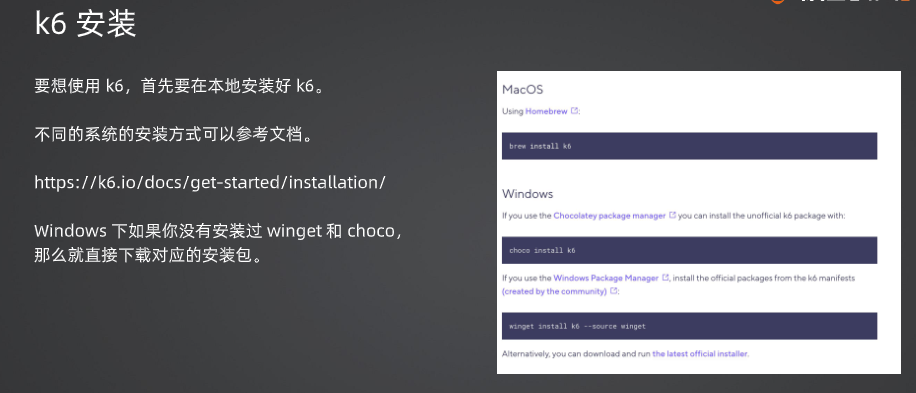 k6 安装
要想使用 k6，首先要在本地安装好 k6。
不同的系统的安装方式可以参考文档。
https://k6.io/docs/get-started/installation/
Windows 下如果你没有安装过 winget 和 choco，
那么就直接下载对应的安装包。
MacOS
Using Homebrew:
brew install k6
Windows
If you use the Chocolatey package manager you can install the unofficial k6 package with:
choco install k6
If you use the Windows Package Manager, install the official packages from the k6 manifests
(created by the community):
winget install k6 --source winget
Alternatively, you can download and run the latest official installer.